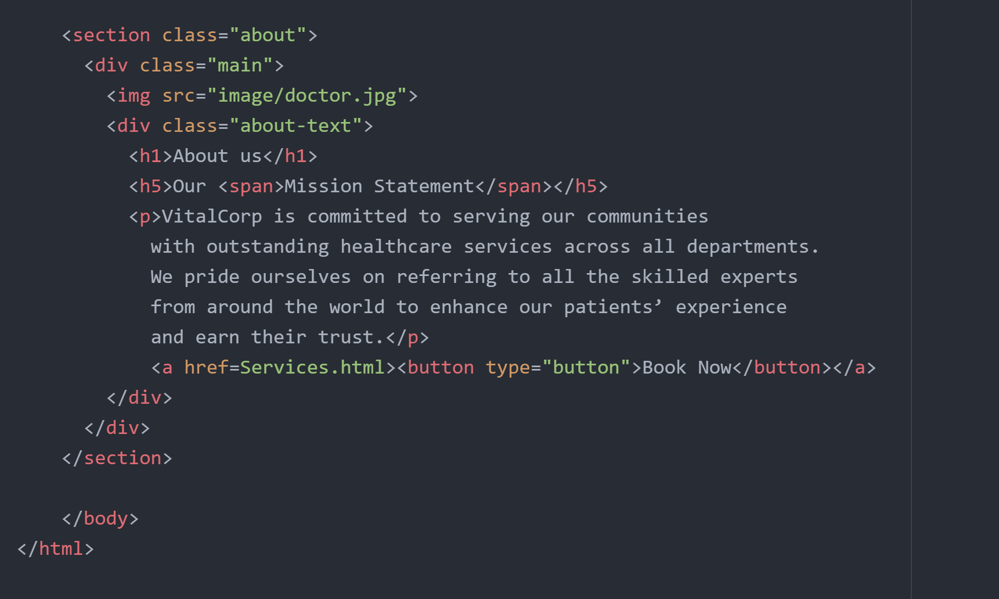 <section class="about">
<div class="main">
<img src="image/doctor.jpg">
<div class="about-text">
<h1>About us</h1>
<h5>Our <span>Mission Statement</span></h5>
<p>VitalCorp is committed to serving our communities
with outstanding healthcare services across all departments.
We pride ourselves on referring to all the skilled experts
from around the world to enhance our patients’ experience
and earn their trust.</p>
<a href=Services.html><button type="button">Book Now</button></a>
</div>
</div>
</section>
</body>
</html>